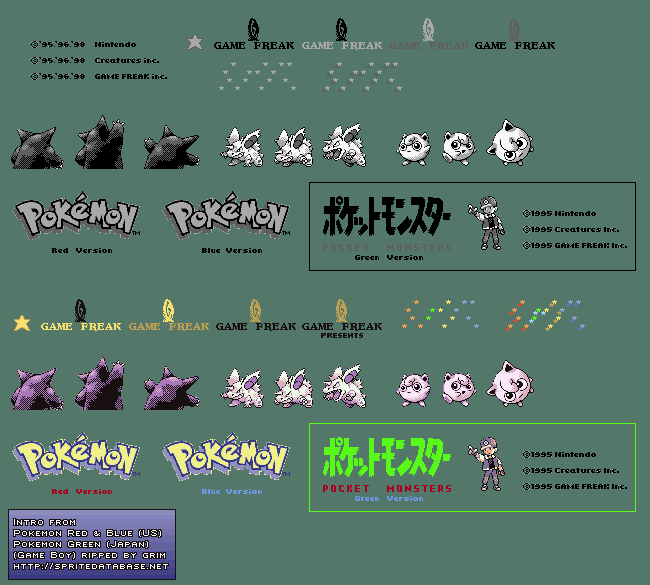 ©'95.'96.'98 Nintendo
©'95.'96.'98 Creatures inc.
©'95.'96.'98 GAME FREAK inc.
GAME FREAK
GAME FREAK
GAME FREAK
GAME FREAK
POKéMON TM
Red Version
POKéMON TM
Blue Version
ポケットモンスター
POCKET MONSTERS
Green Version
©1995 Nintendo
©1995 Creatures inc.
©1995 GAME FREAK inc.
GAME FREAK
GAME FREAK
GAME FREAK
GAME FREAK
PRESENTS
POKéMON TM
Red Version
POKéMON TM
Blue Version
ポケットモンスター
POCKET MONSTERS
Green Version
©1995 Nintendo
©1995 Creatures inc.
©1995 GAME FREAK inc.
Intro from
Pokemon Red & Blue (US)
Pokemon Green (Japan)
(Game Boy) ripped by grim
http://spritedatabase.net